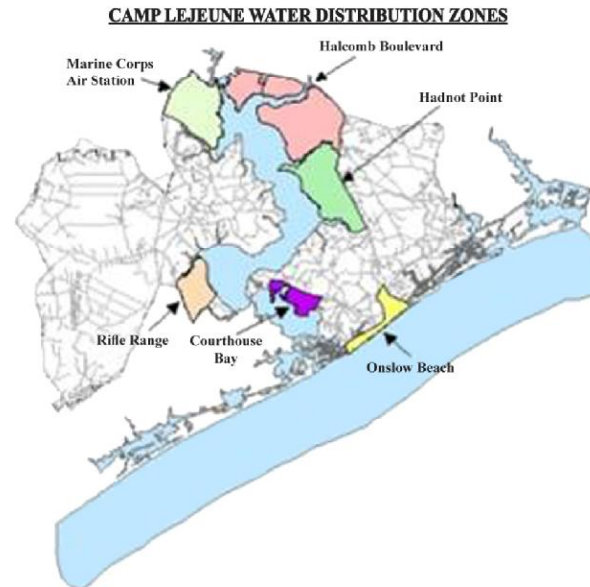 CAMP LEJEUNE WATER DISTRIBUTION ZONES
Halcomb Boulevard
Marine Corps
Air Station
Hadnot Point
Rifle Range
Courthouse
Bay
Onslow Beach